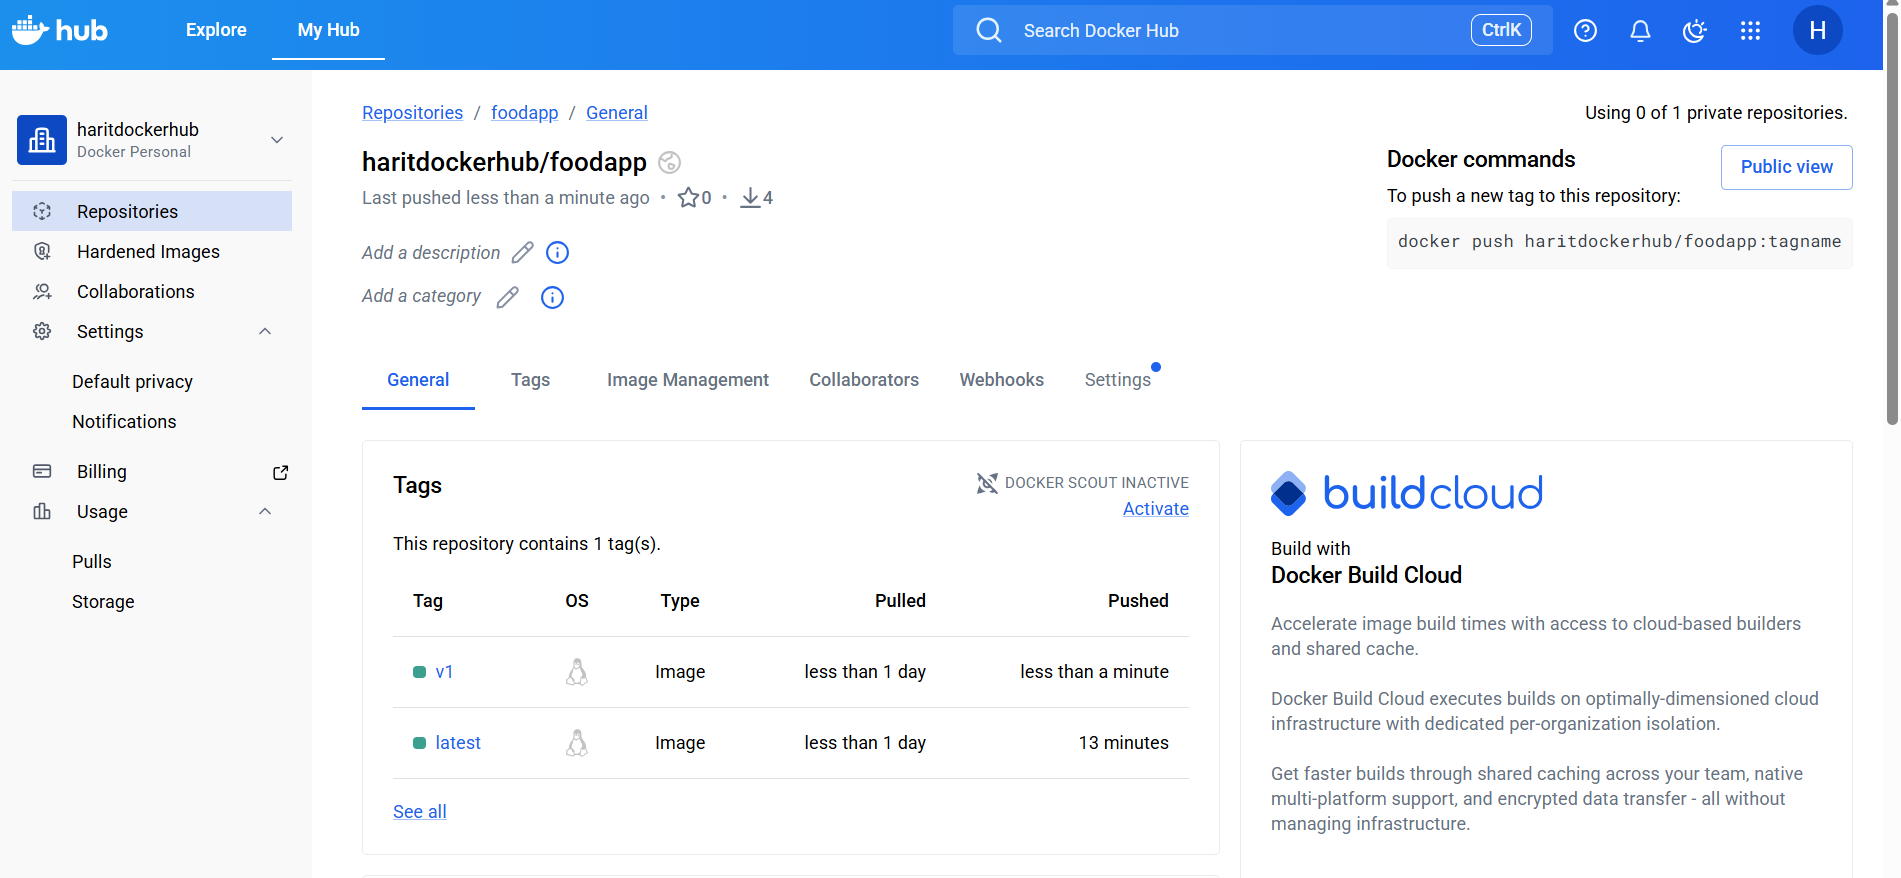 hub
Explore
My Hub
Search Docker Hub
CtrlK
H
haritdockerhub
Docker Personal
Repositories
Hardened Images
Collaborations
Settings
Default privacy
Notifications
Billing
Usage
Pulls
Storage
Repositories / foodapp / General
Using 0 of 1 private repositories.
haritdockerhub/foodapp
Last pushed less than a minute ago • 0 • 4
Add a description
Add a category
Docker commands
Public view
To push a new tag to this repository:
docker push haritdockerhub/foodapp:tagname
General Tags Image Management Collaborators Webhooks Settings
Tags
DOCKER SCOUT INACTIVE
Activate
This repository contains 1 tag(s).
Tag OS Type Pulled Pushed
v1 Image less than 1 day less than a minute
latest Image less than 1 day 13 minutes
See all
buildcloud
Build with
Docker Build Cloud
Accelerate image build times with access to cloud-based builders
and shared cache.
Docker Build Cloud executes builds on optimally-dimensioned cloud
infrastructure with dedicated per-organization isolation.
Get faster builds through shared caching across your team, native
multi-platform support, and encrypted data transfer - all without
managing infrastructure.